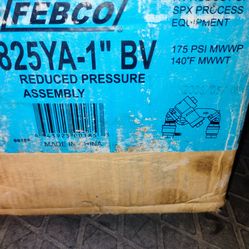 FEBCO
SPX PROCESS
EQUIPMENT
825YA-1" BV
175 PSI MWWP
140°F MWWT
REDUCED PRESSURE
ASSEMBLY
MADE IN CHINA